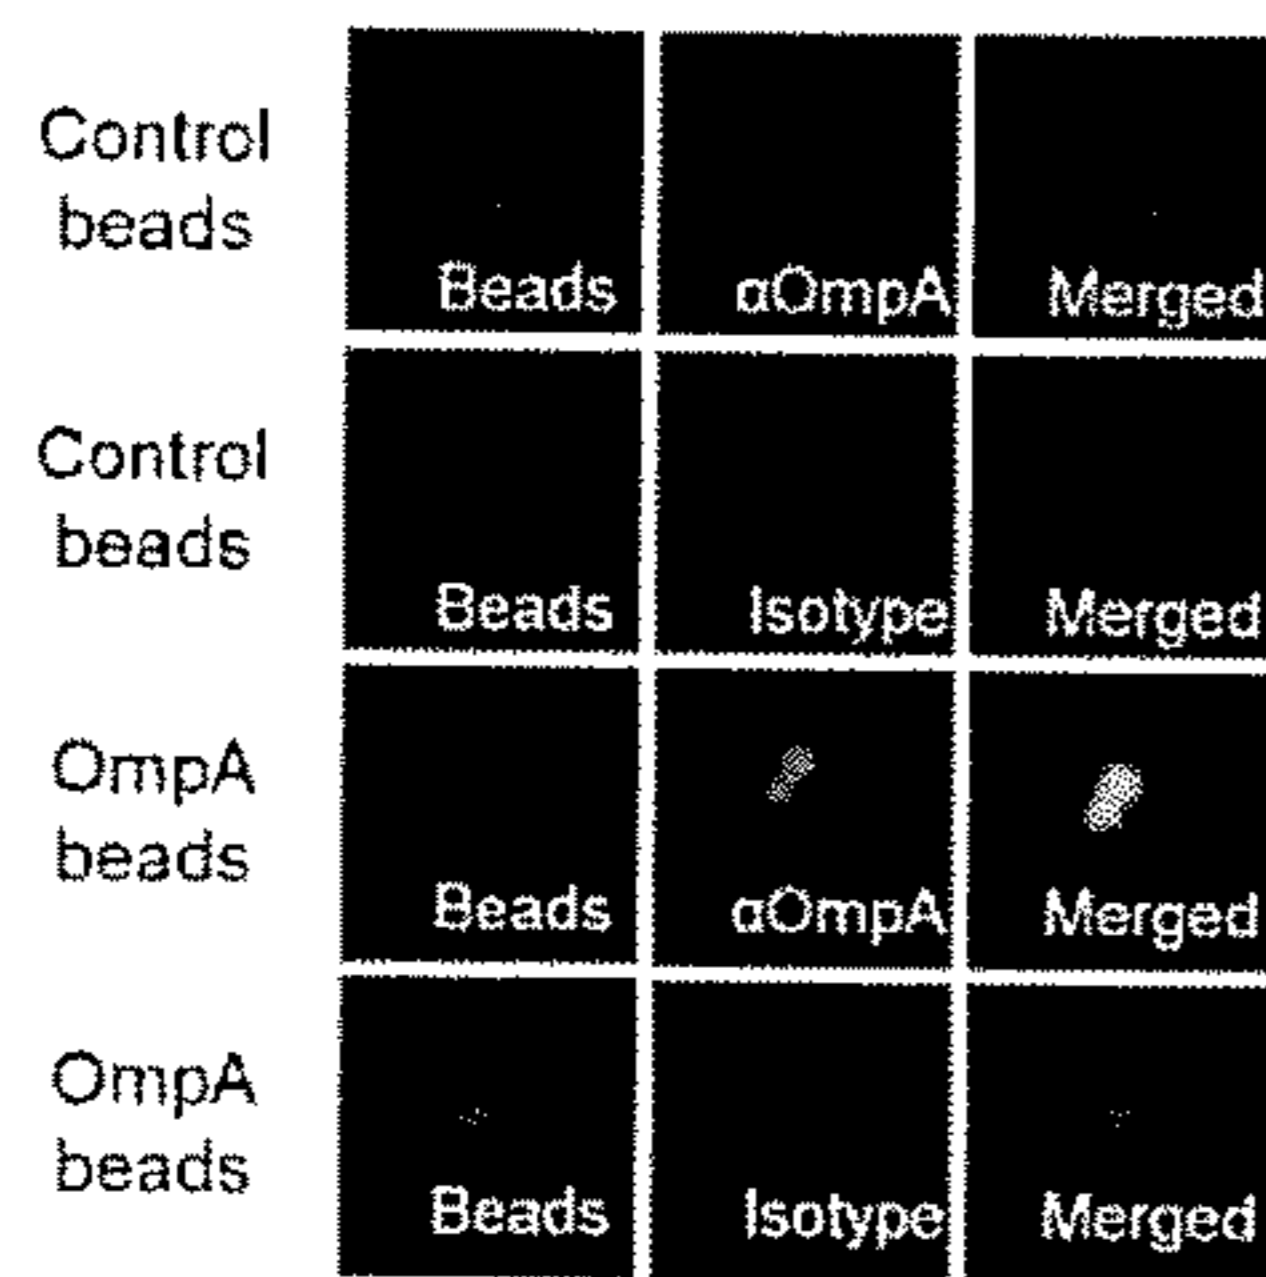 Control
beads
Beads
αOmpA
Merged
Control
beads
Beads
Isotype
Merged
OmpA
beads
Beads
αOmpA
Merged
OmpA
beads
Beads
Isotype
Merged